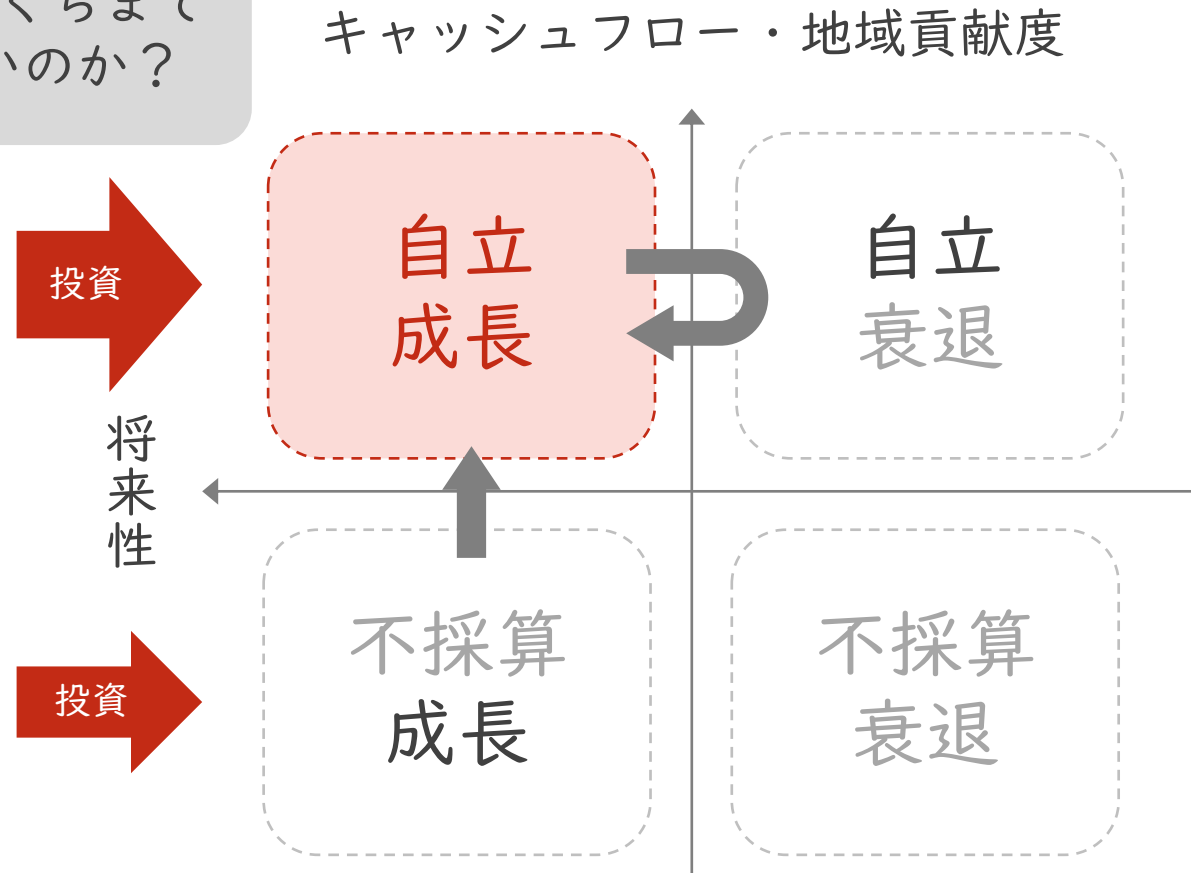 くちまで
いのか？
キャッシュフロー・地域貢献度
投資
自立
成長
自立
衰退
将来性
投資
不採算
成長
不採算
衰退